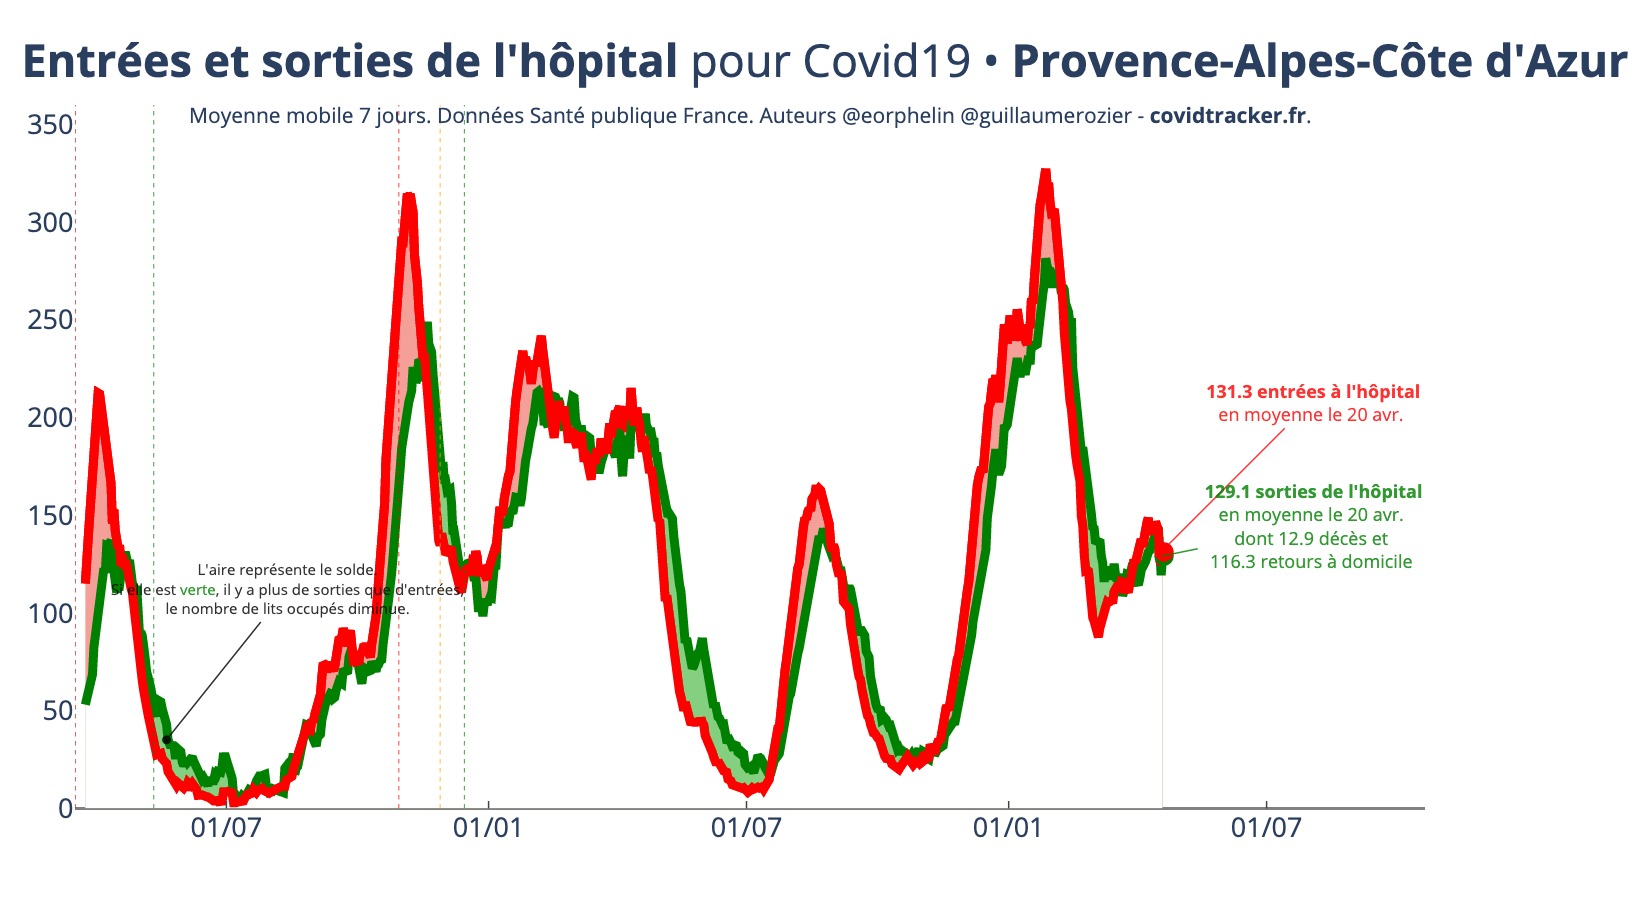 Entrées et sorties de l'hôpital pour Covid19 • Provence-Alpes-Côte d'Azur
Moyenne mobile 7 jours. Données Santé publique France. Auteurs @eorphelin @guillaumerozier - covidtracker.fr.
350
300
250
200
150
100
50
0
131.3 entrées à l'hôpital
en moyenne le 20 avr.
129.1 sorties de l'hôpital
en moyenne le 20 avr.
dont 12.9 décès et
116.3 retours à domicile
L'aire représente le solde.
Si elle est verte, il y a plus de sorties que d'entrées,
le nombre de lits occupés diminue.
01/07
01/01
01/07
01/01
01/07